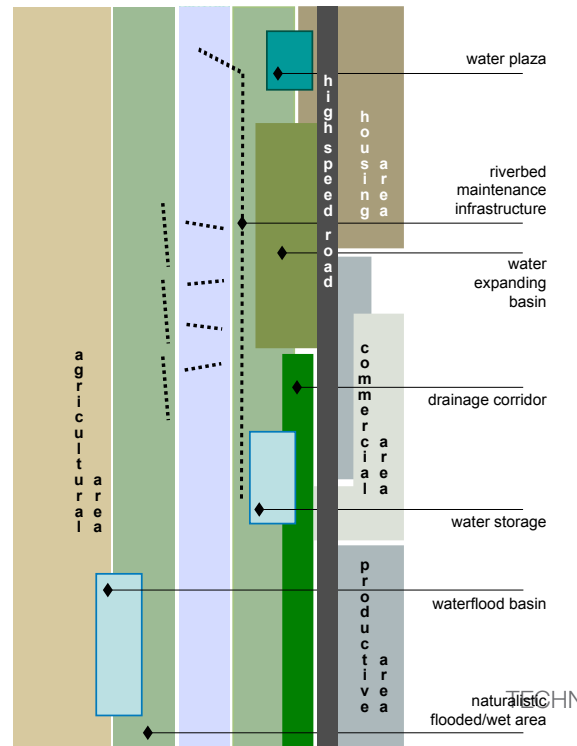 water plaza
high speed road
housing
area
riverbed
maintenance
infrastructure
water
expanding
basin
agricultural
area
commercial
area
drainage corridor
water storage
productive
area
waterflood basin
naturalistic
flooded/wet area
TECHN